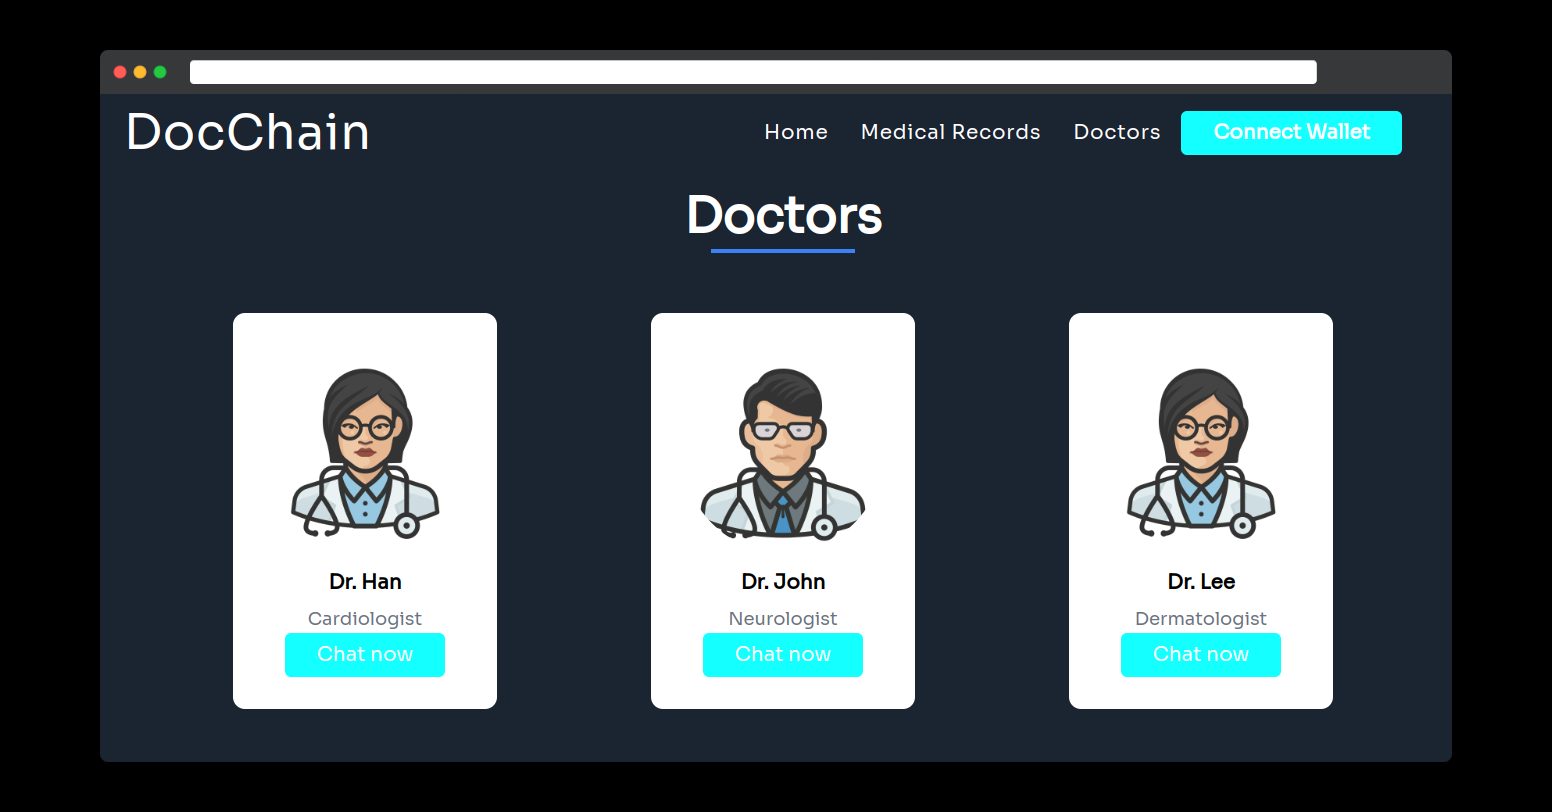 DocChain
Home Medical Records Doctors Connect Wallet
Doctors
Dr. Han
Cardiologist
Chat now
Dr. John
Neurologist
Chat now
Dr. Lee
Dermatologist
Chat now